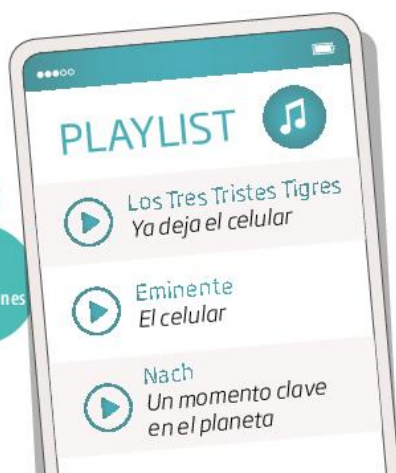 PLAYLIST
Los Tres Tristes Tigres
Ya deja el celular
nes
Eminente
El celular
Nach
Un momento clave
en el planeta